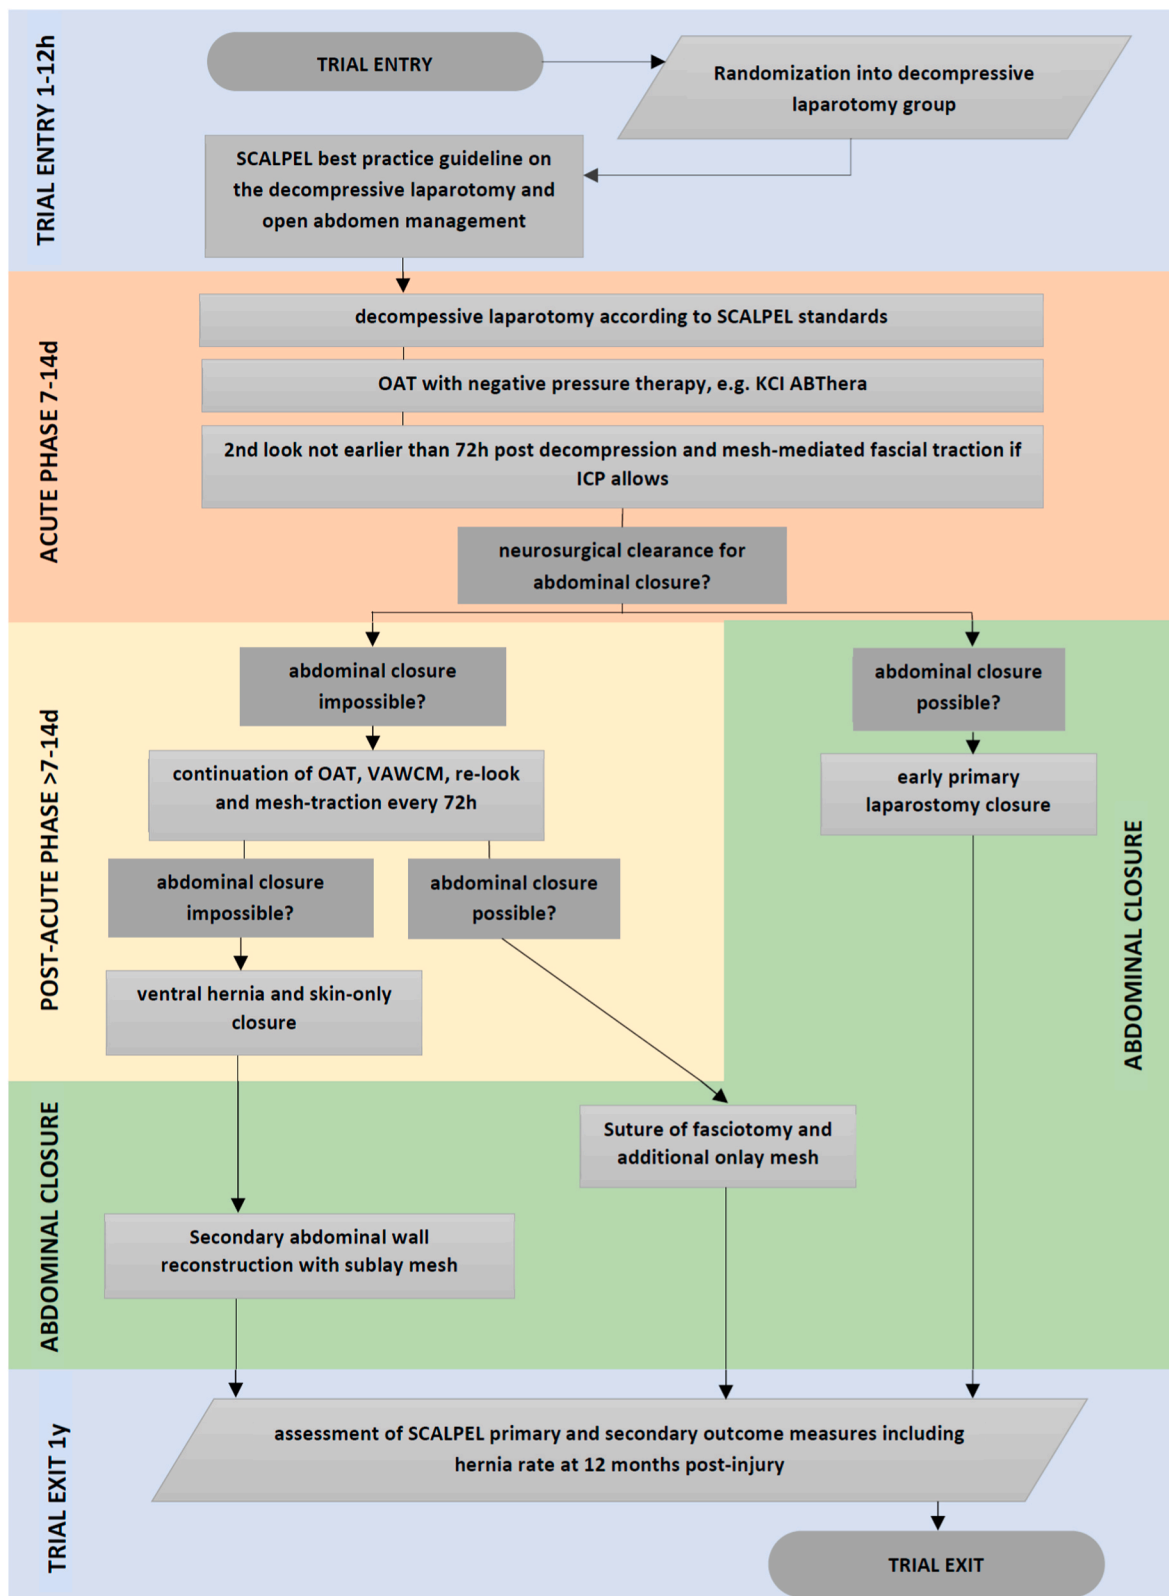 TRIAL ENTRY 1-12h
TRIAL ENTRY
Randomization into decompressive
laparotomy group
SCALPEL best practice guideline on
the decompressive laparotomy and
open abdomen management
ACUTE PHASE 7-14d
decompessive laparotomy according to SCALPEL standards
OAT with negative pressure therapy, e.g. KCI ABThera
2nd look not earlier than 72h post decompression and mesh-mediated fascial traction if
ICP allows
neurosurgical clearance for
abdominal closure?
POST-ACUTE PHASE >7-14d
abdominal closure
impossible?
continuation of OAT, VAWCM, re-look
and mesh-traction every 72h
abdominal closure
impossible?
abdominal closure
possible?
ventral hernia and skin-only
closure
abdominal closure
possible?
early primary
laparostomy closure
ABDOMINAL CLOSURE
ABDOMINAL CLOSURE
Suture of fasciotomy and
additional onlay mesh
Secondary abdominal wall
reconstruction with sublay mesh
TRIAL EXIT 1y
assessment of SCALPEL primary and secondary outcome measures including
hernia rate at 12 months post-injury
TRIAL EXIT